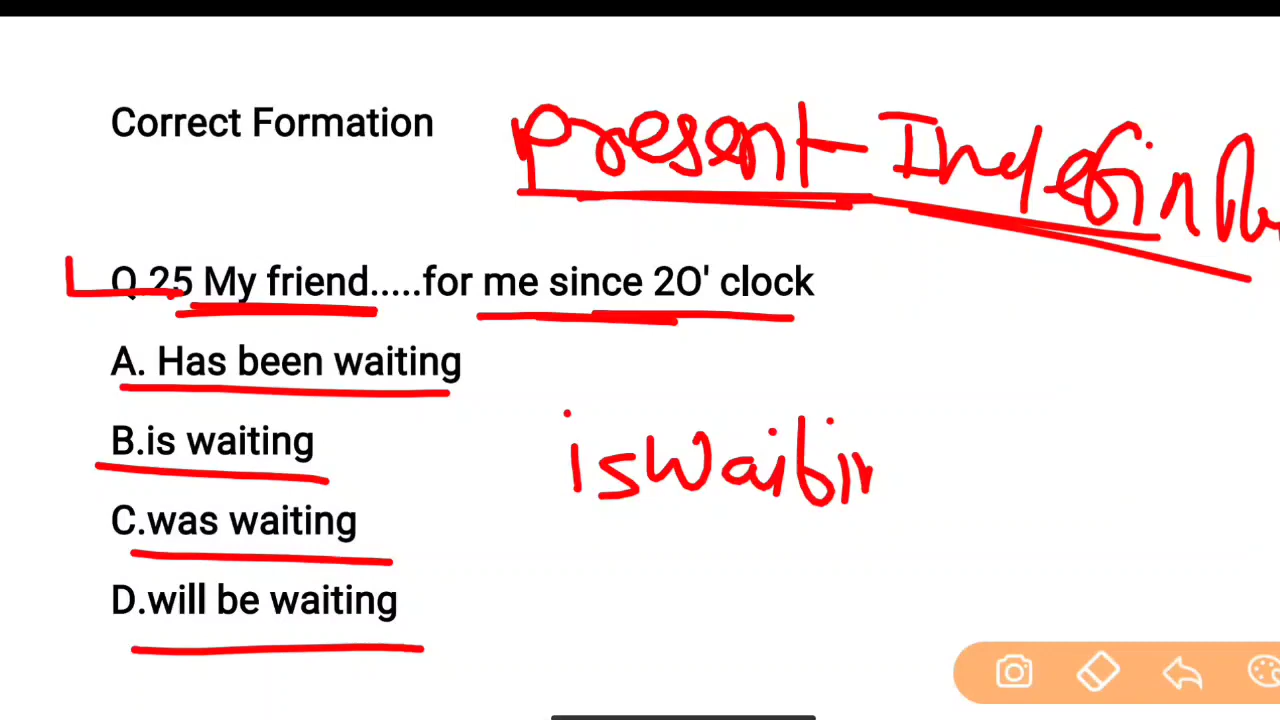 Correct Formation
Present-Indefin
Q 25 My friend.....for me since 2O' clock
A. Has been waiting
B.is waiting
is waitin
C.was waiting
D.will be waiting